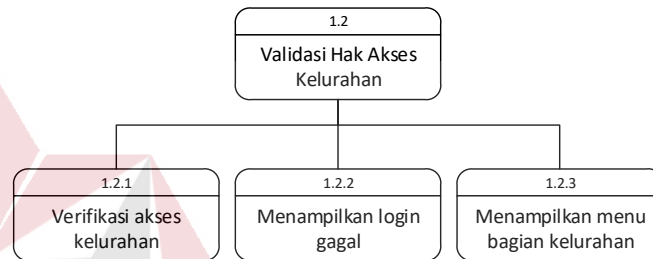 1.2
Validasi Hak Akses
Kelurahan
1.2.1
Verifikasi akses
kelurahan
1.2.2
Menampilkan login
gagal
1.2.3
Menampilkan menu
bagian kelurahan